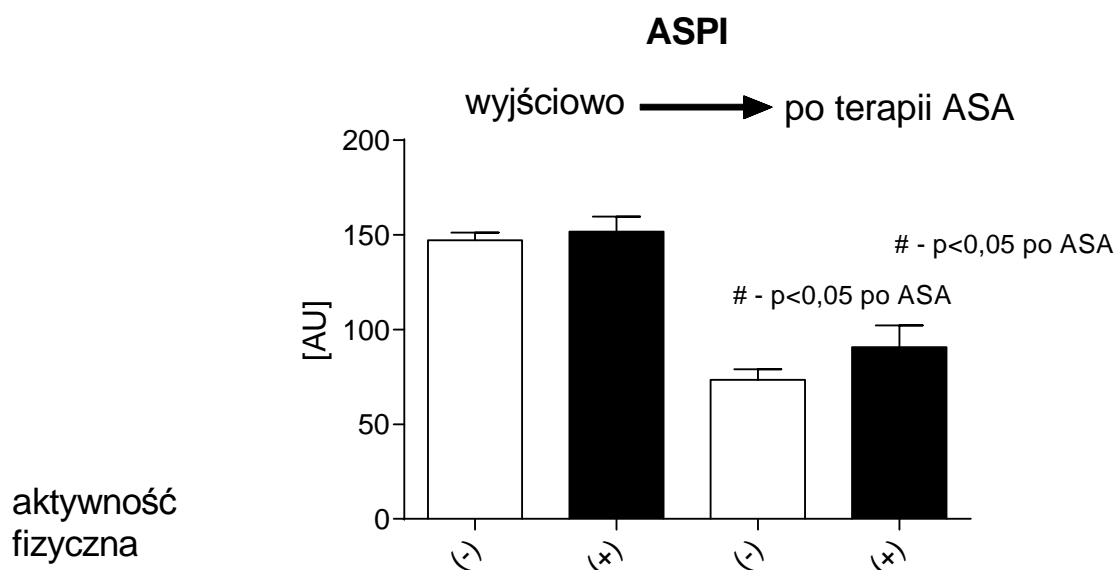 ASPI
wyjściowo po terapii ASA
200
150
100
50
0
[AU]
# - p<0,05 po ASA
# - p<0,05 po ASA
aktywność
fizyczna
(-) (+) (-) (+)